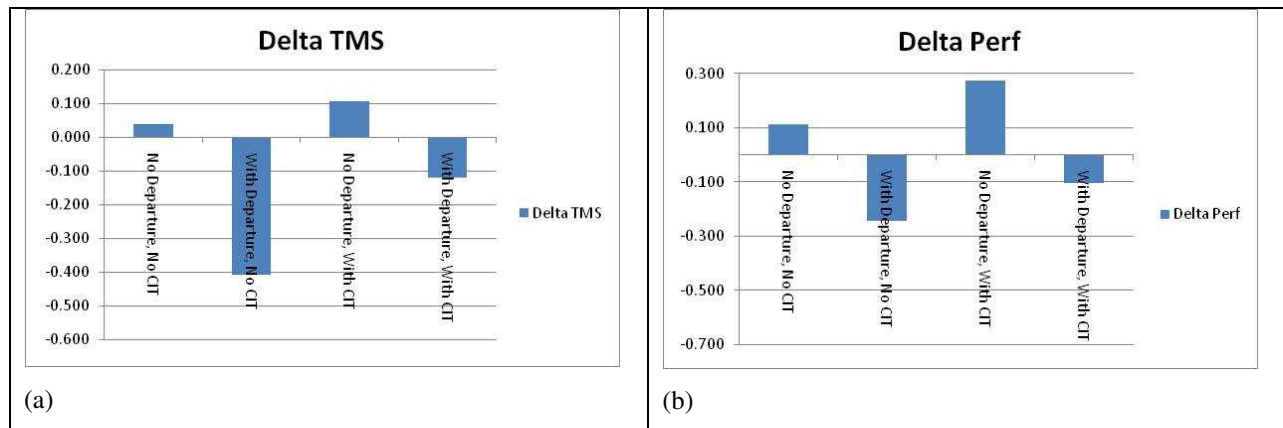 Delta TMS
0.200
0.100
0.000
-0.100
-0.200
-0.300
-0.400
-0.500
-0.600
No Departure, No CIT
With Departure, No CIT
No Departure, With CIT
With Departure, With CIT
Delta TMS
(a)
Delta Perf
0.300
0.100
-0.100
-0.300
-0.500
-0.700
No Departure, No CIT
With Departure, No CIT
No Departure, With CIT
With Departure, With CIT
Delta Perf
(b)